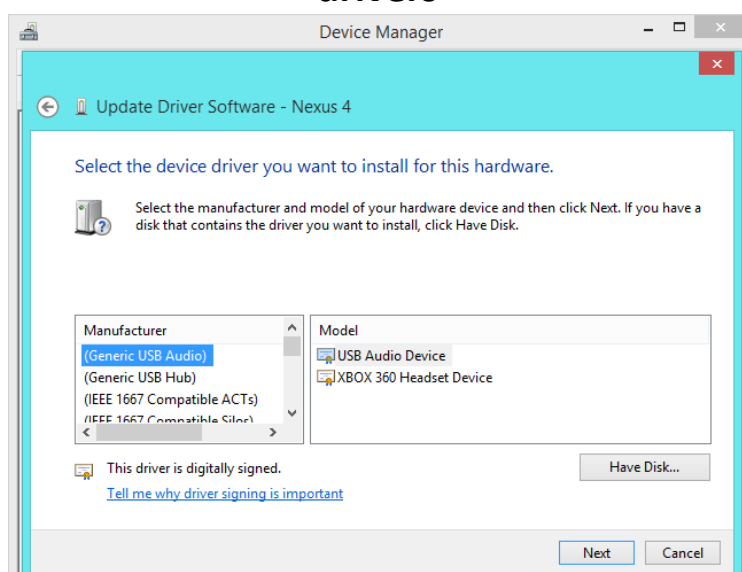 Device Manager
Update Driver Software - Nexus 4
Select the device driver you want to install for this hardware.
Select the manufacturer and model of your hardware device and then click Next. If you have a
disk that contains the driver you want to install, click Have Disk.
Manufacturer
(Generic USB Audio)
(Generic USB Hub)
(IEEE 1667 Compatible ACTs)
(IEEE 1667 Compatible Silos)
Model
USB Audio Device
XBOX 360 Headset Device
This driver is digitally signed.
Have Disk...
Tell me why driver signing is important
Next
Cancel